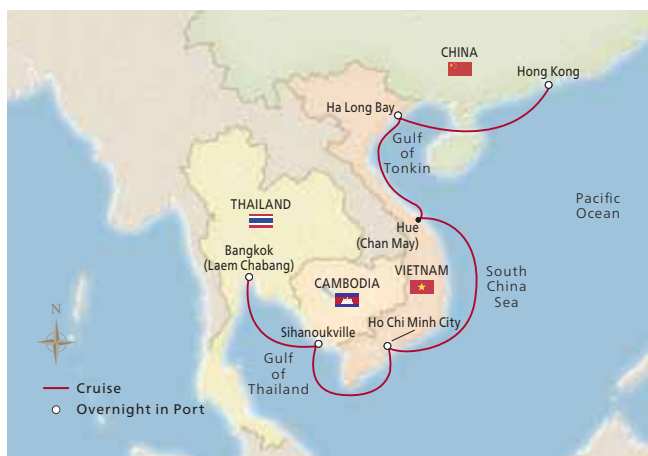 CHINA
Hong Kong
Ha Long Bay
Gulf
of
Tonkin
Pacific
Ocean
THAILAND
Hue
(Chan May)
Bangkok
(Laem Chabang)
CAMBODIA
VIETNAM
South
China
Sea
Ho Chi Minh City
Sihanoukville
Gulf
of
Thailand
N
Cruise
Overnight in Port